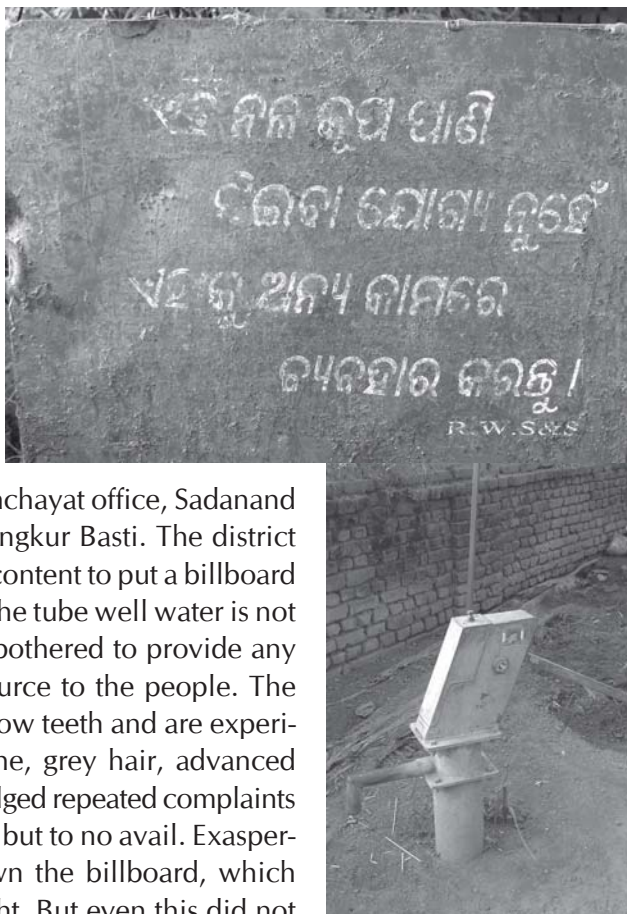 ଏହି ନଳ କୂପ ପାଣି
ପିଇବା ଯୋଗ୍ୟ ନୁହେଁ
ଏହାକୁ ଅନ୍ୟ କାମରେ
ବ୍ୟବହାର କରନ୍ତୁ ।
R.W.S&S
nchayat office, Sadanand
ngkur Basti. The district
content to put a billboard
he tube well water is not
bothered to provide any
urce to the people. The
ow teeth and are experi-
ne, grey hair, advanced
dged repeated complaints
but to no avail. Exasper-
wn the billboard, which
ht. But even this did not